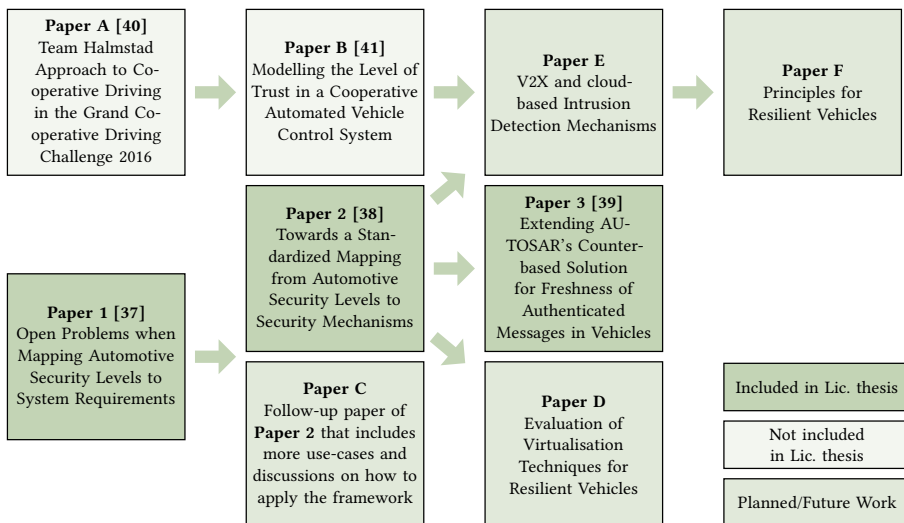 Paper A [40]
Team Halmstad
Approach to Co-
operative Driving
in the Grand Co-
operative Driving
Challenge 2016
Paper B [41]
Modelling the Level of
Trust in a Cooperative
Automated Vehicle
Control System
Paper E
V2X and cloud-
based Intrusion
Detection Mechanisms
Paper F
Principles for
Resilient Vehicles
Paper 1 [37]
Open Problems when
Mapping Automotive
Security Levels to
System Requirements
Paper 2 [38]
Towards a Stan-
dardized Mapping
from Automotive
Security Levels to
Security Mechanisms
Paper 3 [39]
Extending AU-
TOSAR's Counter-
based Solution
for Freshness of
Authenticated
Messages in Vehicles
Paper C
Follow-up paper of
Paper 2 that includes
more use-cases and
discussions on how to
apply the framework
Paper D
Evaluation of
Virtualisation
Techniques for
Resilient Vehicles
Included in Lic. thesis
Not included
in Lic. thesis
Planned/Future Work